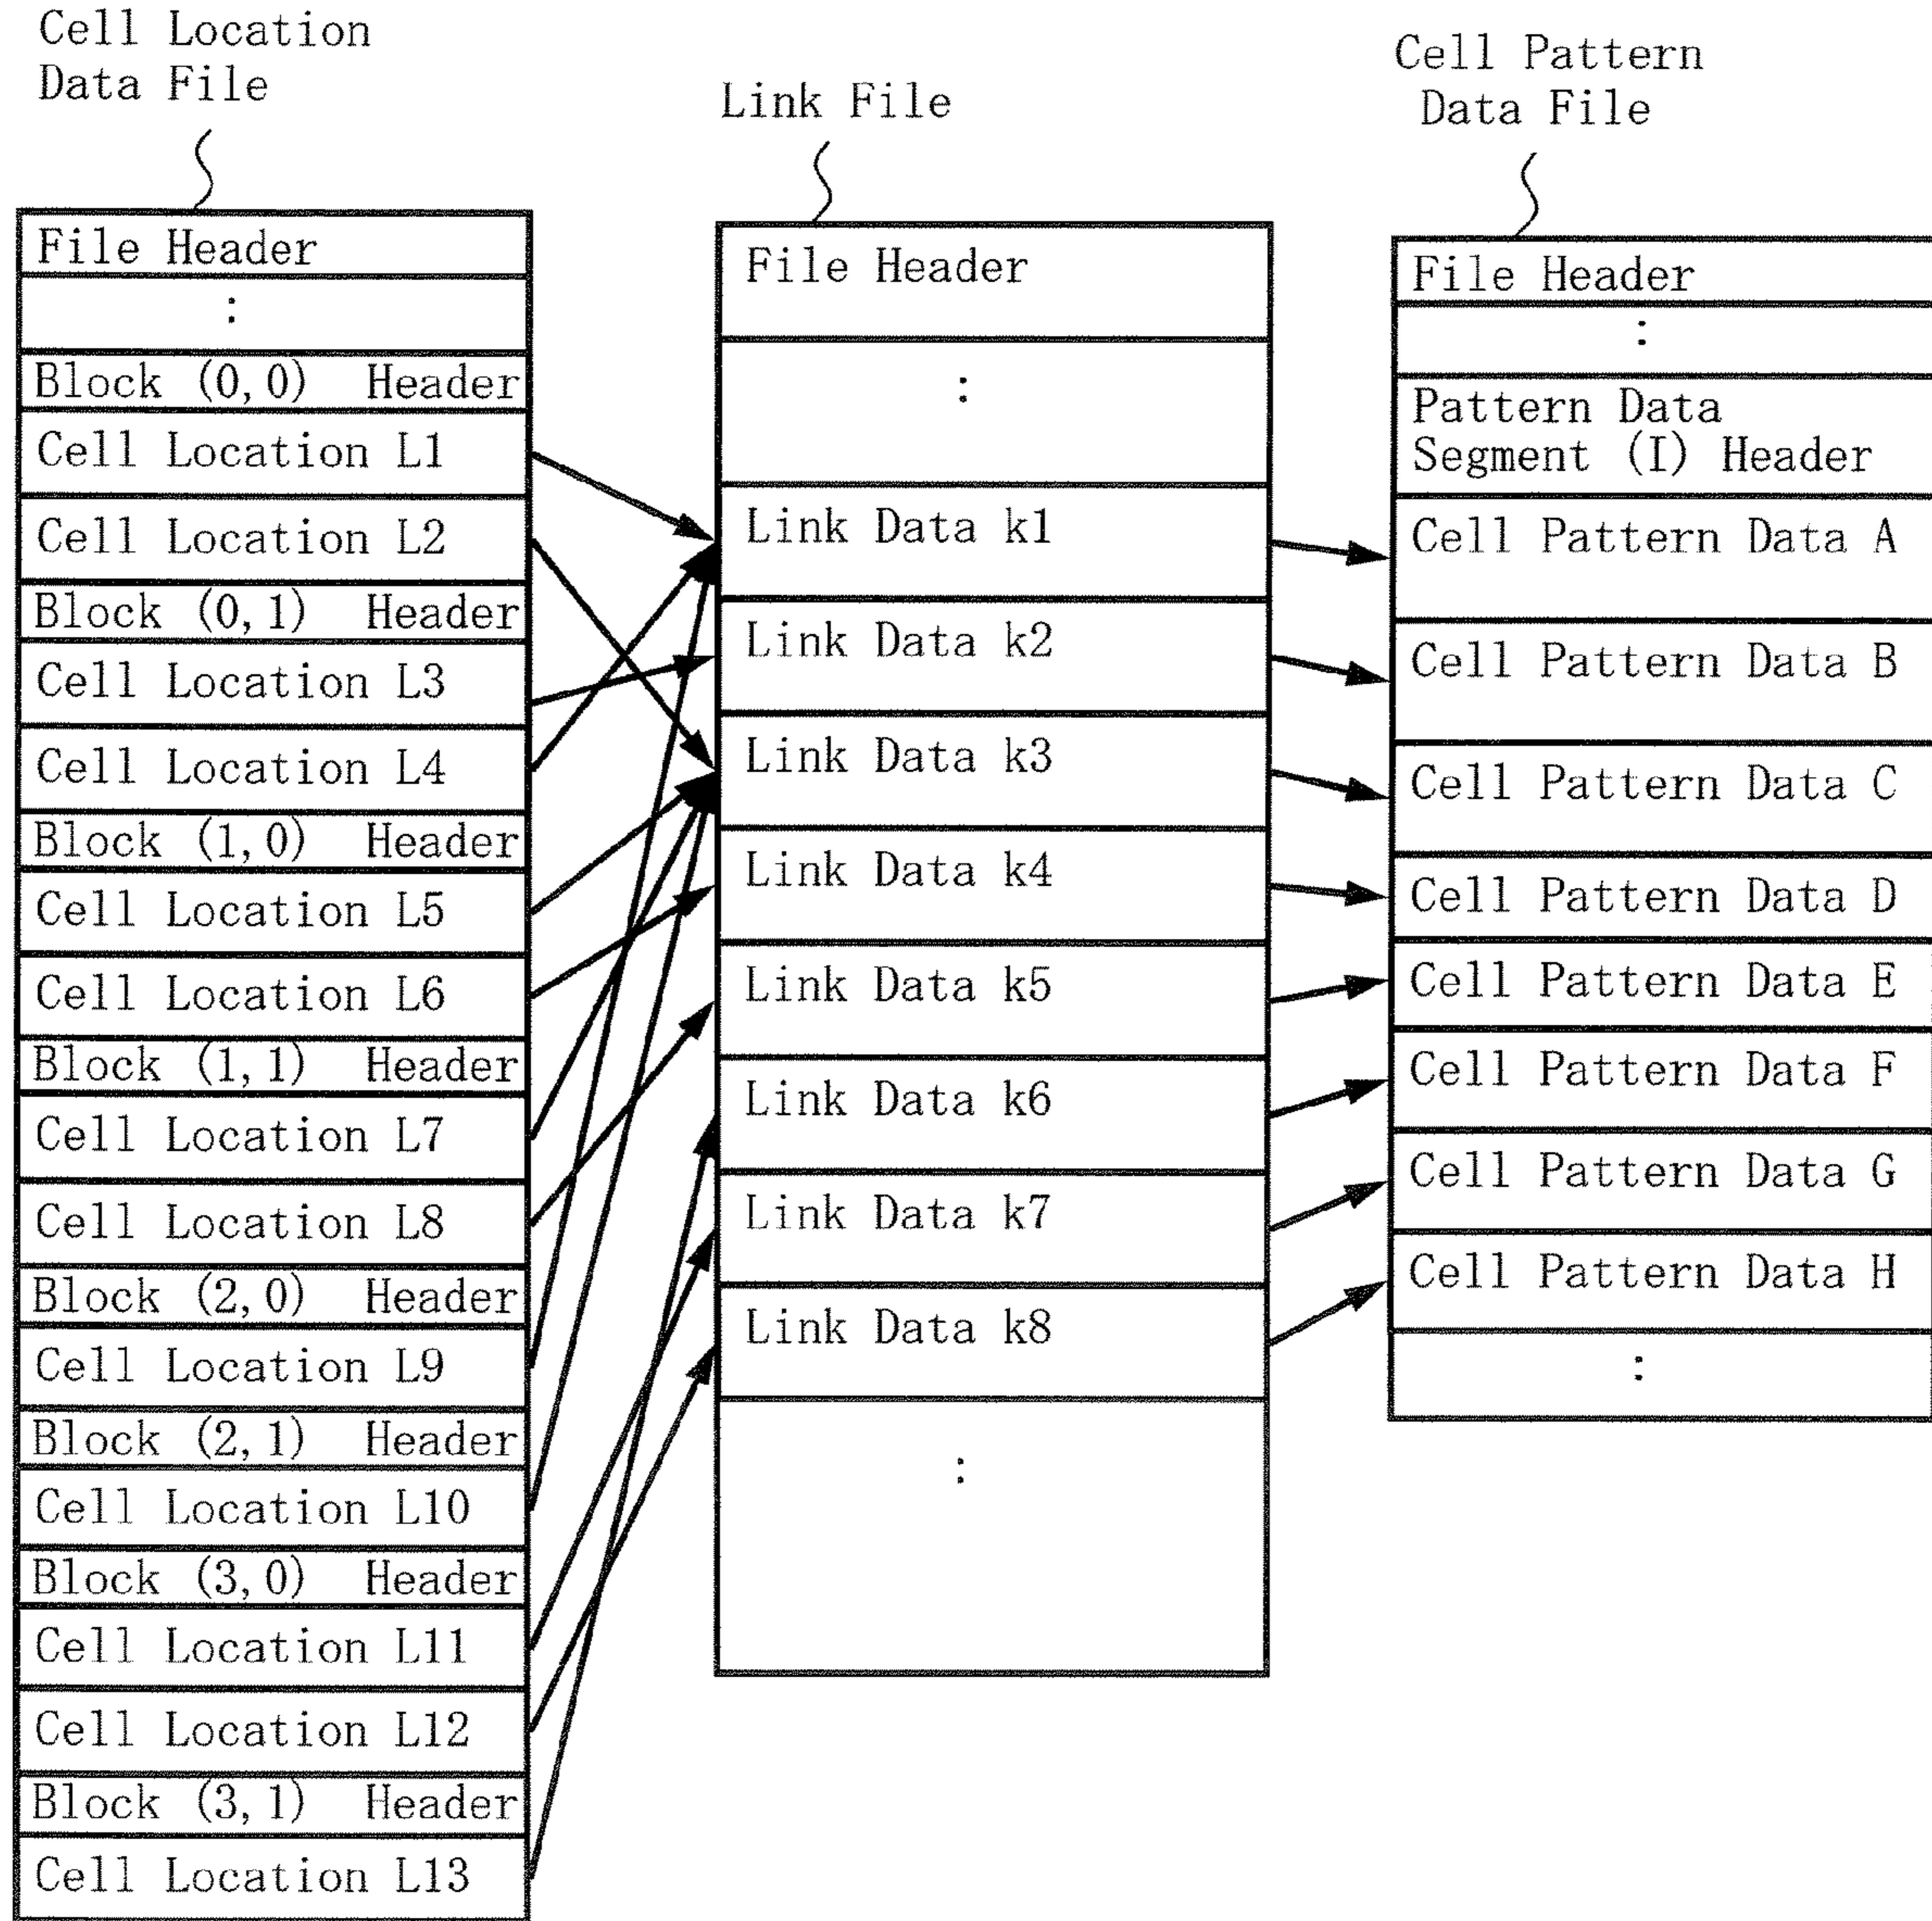 Cell Location
Data File
File Header
:
Block (0,0) Header
Cell Location L1
Cell Location L2
Block (0,1) Header
Cell Location L3
Cell Location L4
Block (1,0) Header
Cell Location L5
Cell Location L6
Block (1,1) Header
Cell Location L7
Cell Location L8
Block (2,0) Header
Cell Location L9
Block (2,1) Header
Cell Location L10
Block (3,0) Header
Cell Location L11
Cell Location L12
Block (3,1) Header
Cell Location L13
Link File
File Header
:
Link Data k1
Link Data k2
Link Data k3
Link Data k4
Link Data k5
Link Data k6
Link Data k7
Link Data k8
:
Cell Pattern
Data File
File Header
:
Pattern Data
Segment (I) Header
Cell Pattern Data A
Cell Pattern Data B
Cell Pattern Data C
Cell Pattern Data D
Cell Pattern Data E
Cell Pattern Data F
Cell Pattern Data G
Cell Pattern Data H
: